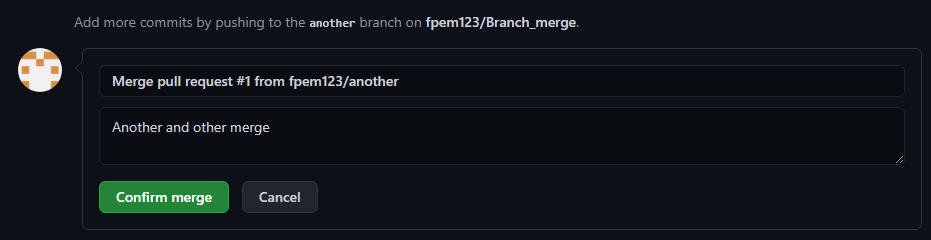 Add more commits by pushing to the another branch on fpem123/Branch_merge.
Merge pull request #1 from fpem123/another
Another and other merge
Confirm merge Cancel